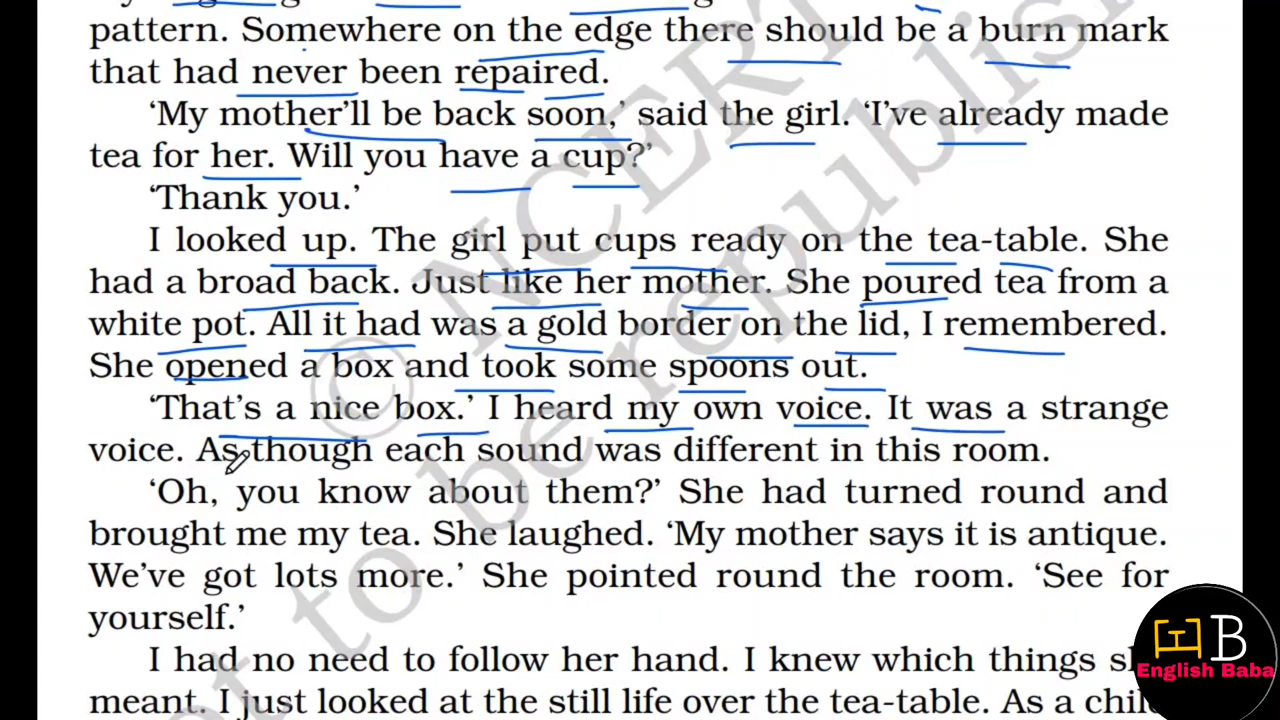 pattern. Somewhere on the edge there should be a burn mark
that had never been repaired.
‘My mother’ll be back soon,’ said the girl. ‘I’ve already made
tea for her. Will you have a cup?’
‘Thank you.’
I looked up. The girl put cups ready on the tea-table. She
had a broad back. Just like her mother. She poured tea from a
white pot. All it had was a gold border on the lid, I remembered.
She opened a box and took some spoons out.
‘That’s a nice box.’ I heard my own voice. It was a strange
voice. As though each sound was different in this room.
‘Oh, you know about them?’ She had turned round and
brought me my tea. She laughed. ‘My mother says it is antique.
We’ve got lots more.’ She pointed round the room. ‘See for
yourself.’
I had no need to follow her hand. I knew which things
meant. I just looked at the still life over the tea-table. As a
© NCERT
not to be republish
B
English Baba